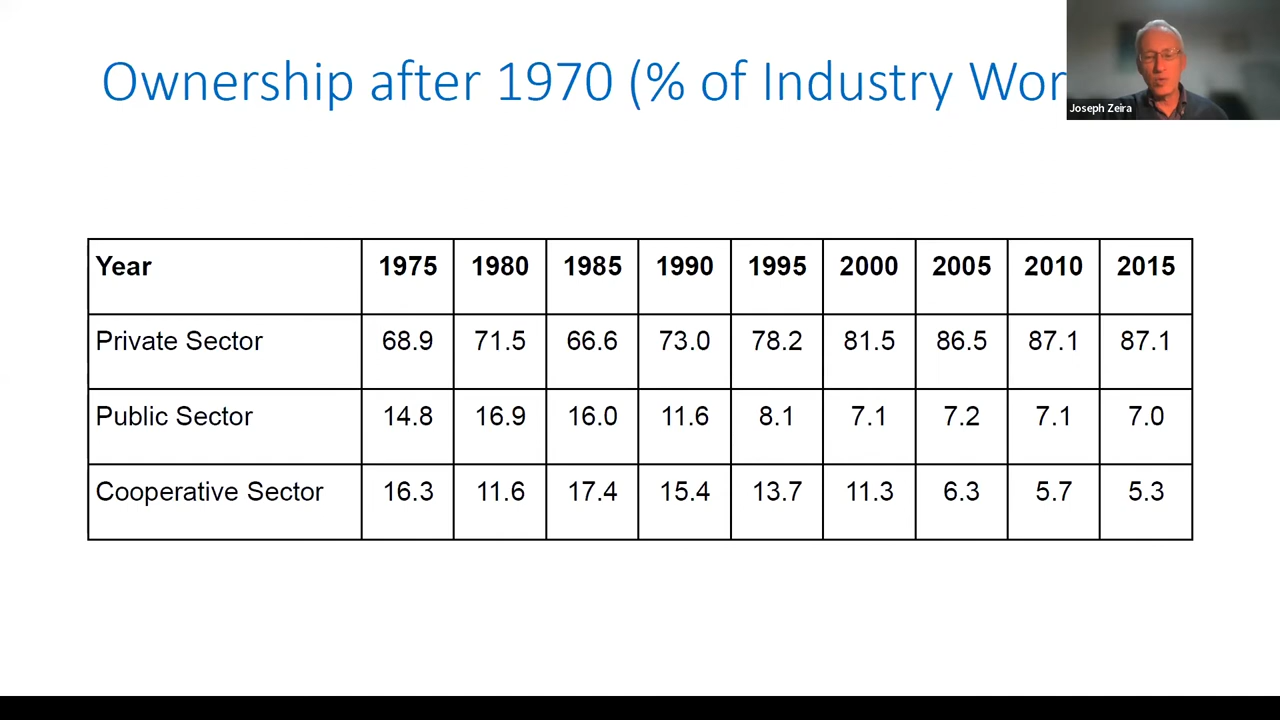 Ownership after 1970 (% of Industry Wor
Joseph Zeira
Year 1975 1980 1985 1990 1995 2000 2005 2010 2015
Private Sector 68.9 71.5 66.6 73.0 78.2 81.5 86.5 87.1 87.1
Public Sector 14.8 16.9 16.0 11.6 8.1 7.1 7.2 7.1 7.0
Cooperative Sector 16.3 11.6 17.4 15.4 13.7 11.3 6.3 5.7 5.3